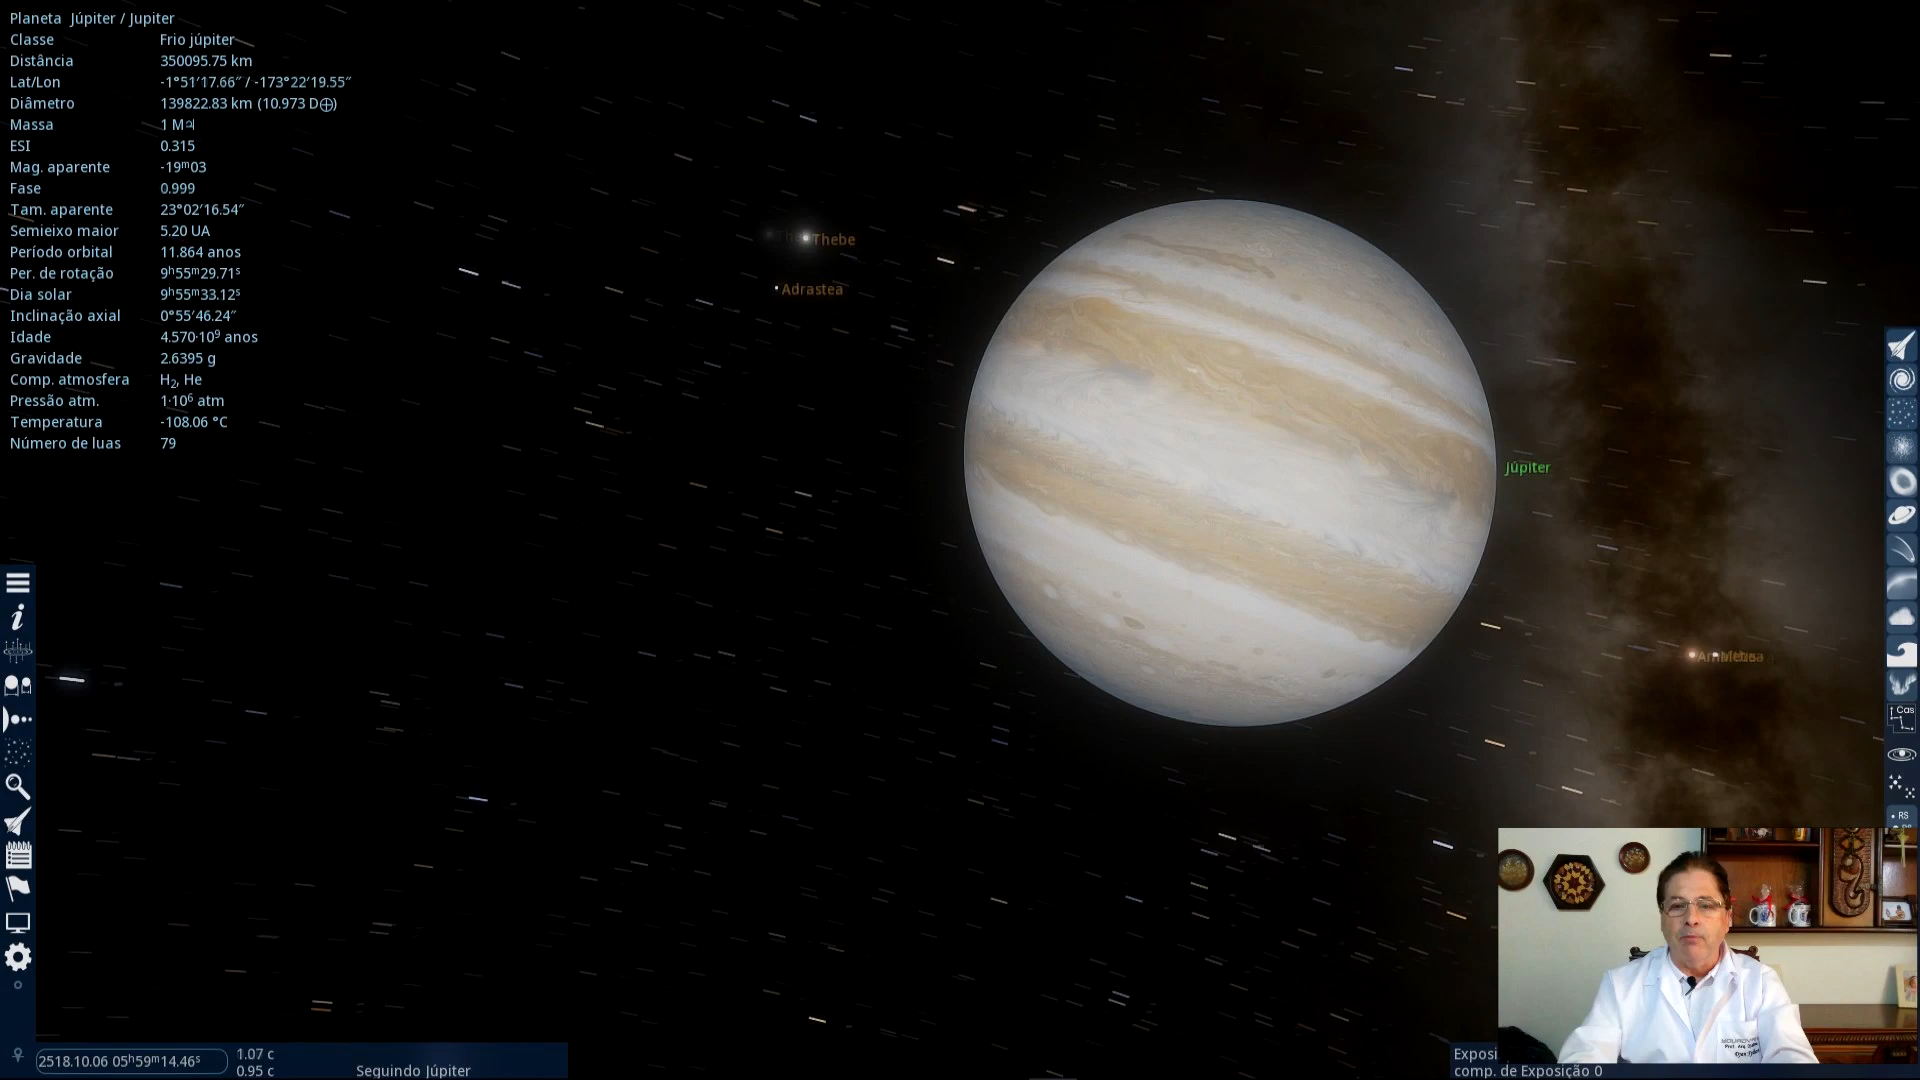 Planeta Júpiter / Jupiter
Classe Frio júpiter
Distância 350095.75 km
Lat/Lon -1°51′17.66″ / -173°22′19.55″
Diâmetro 139822.83 km (10.973 D⊕)
Massa 1 M♃
ESI 0.315
Mag. aparente -19ᵐ03
Fase 0.999
Tam. aparente 23°02′16.54″
Semieixo maior 5.20 UA
Período orbital 11.864 anos
Per. de rotação 9ʰ55ᵐ29.71ˢ
Dia solar 9ʰ55ᵐ33.12ˢ
Inclinação axial 0°55′46.24″
Idade 4.570·10⁹ anos
Gravidade 2.6395 g
Comp. atmosfera H₂, He
Pressão atm. 1·10⁶ atm
Temperatura -108.06 °C
Número de luas 79
Thebe
Adrastea
Júpiter
Cas
RS
2518.10.06 05ʰ59ᵐ14.46ˢ
1.07 c
0.95 c
Seguindo Júpiter
Exposi
comp. de Exposição 0